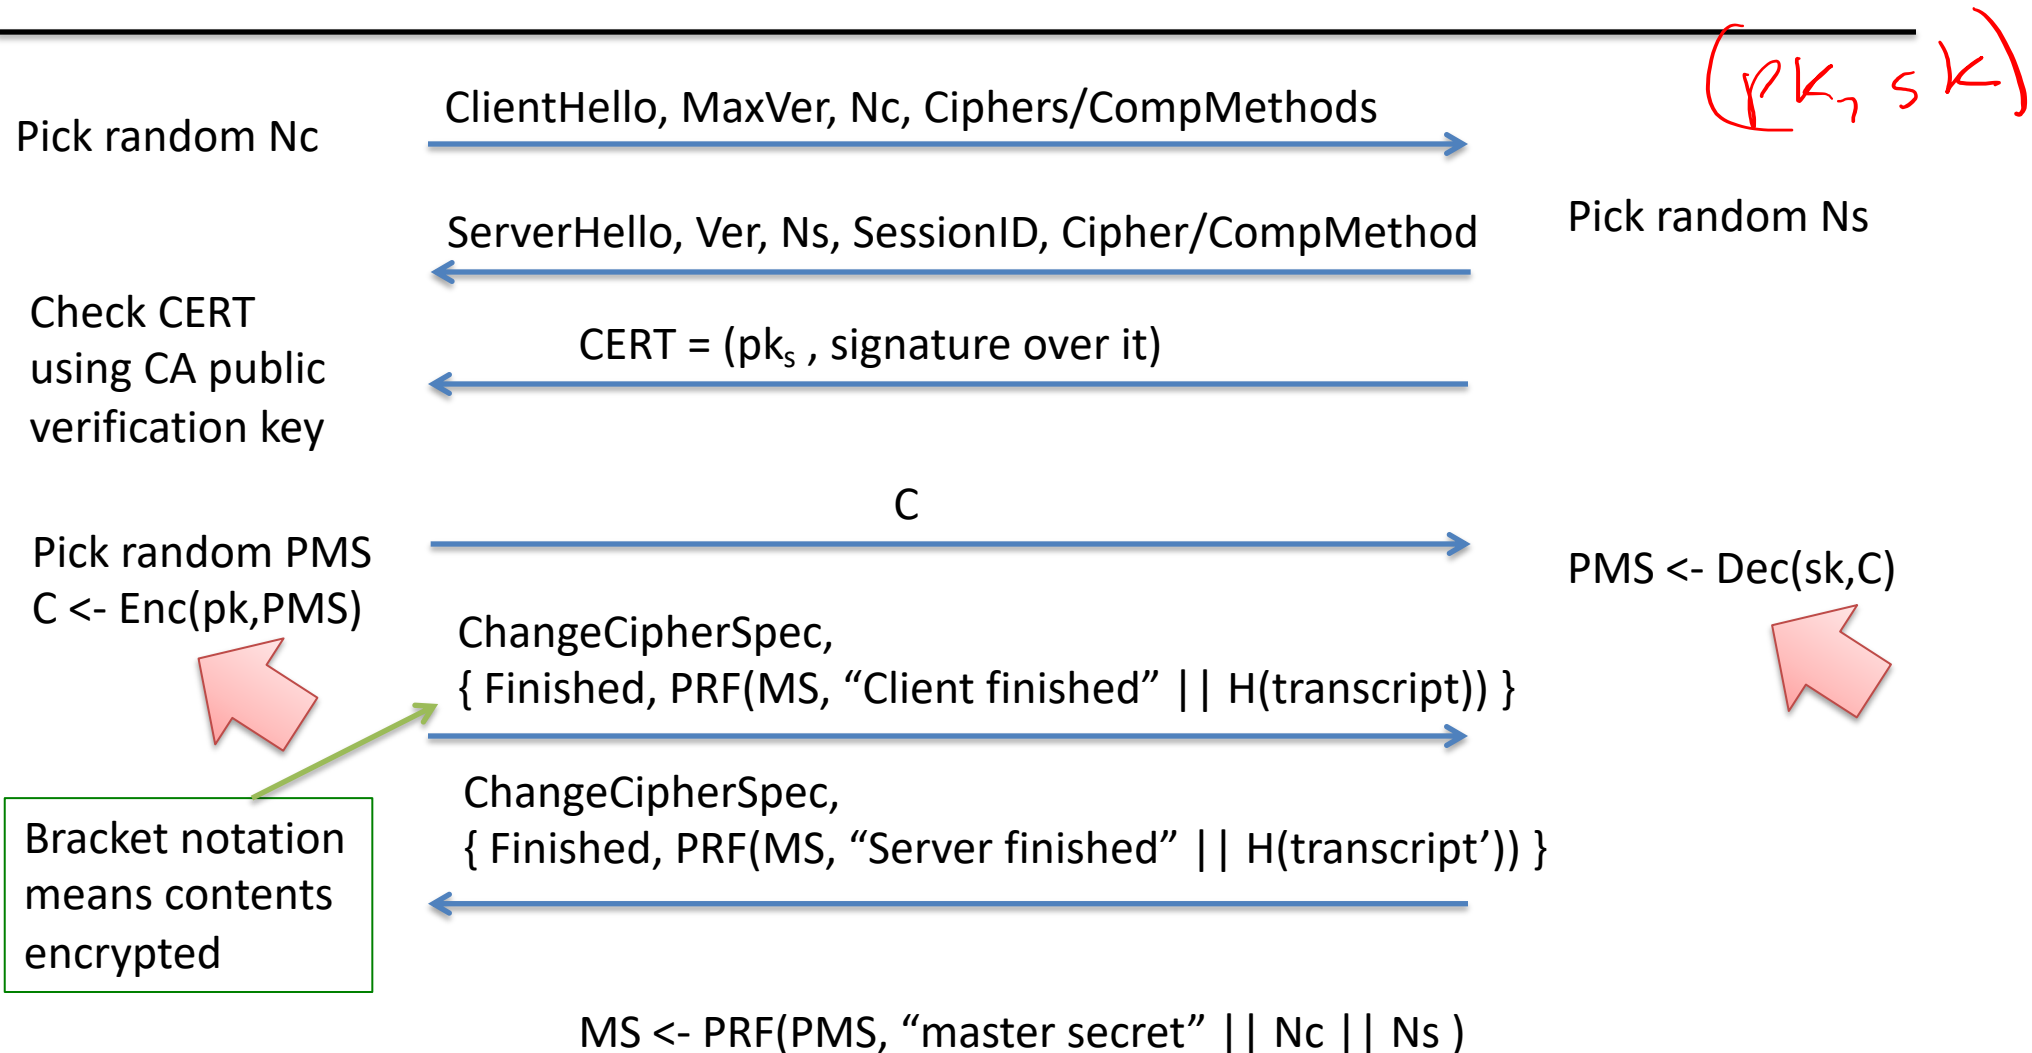 (pk, sk)
ClientHello, MaxVer, Nc, Ciphers/CompMethods
Pick random Nc
ServerHello, Ver, Ns, SessionID, Cipher/CompMethod
Pick random Ns
Check CERT
using CA public
verification key
CERT = (pks , signature over it)
C
Pick random PMS
C <- Enc(pk,PMS)
PMS <- Dec(sk,C)
ChangeCipherSpec,
{ Finished, PRF(MS, “Client finished” || H(transcript)) }
ChangeCipherSpec,
{ Finished, PRF(MS, “Server finished” || H(transcript’)) }
Bracket notation
means contents
encrypted
MS <- PRF(PMS, “master secret” || Nc || Ns )